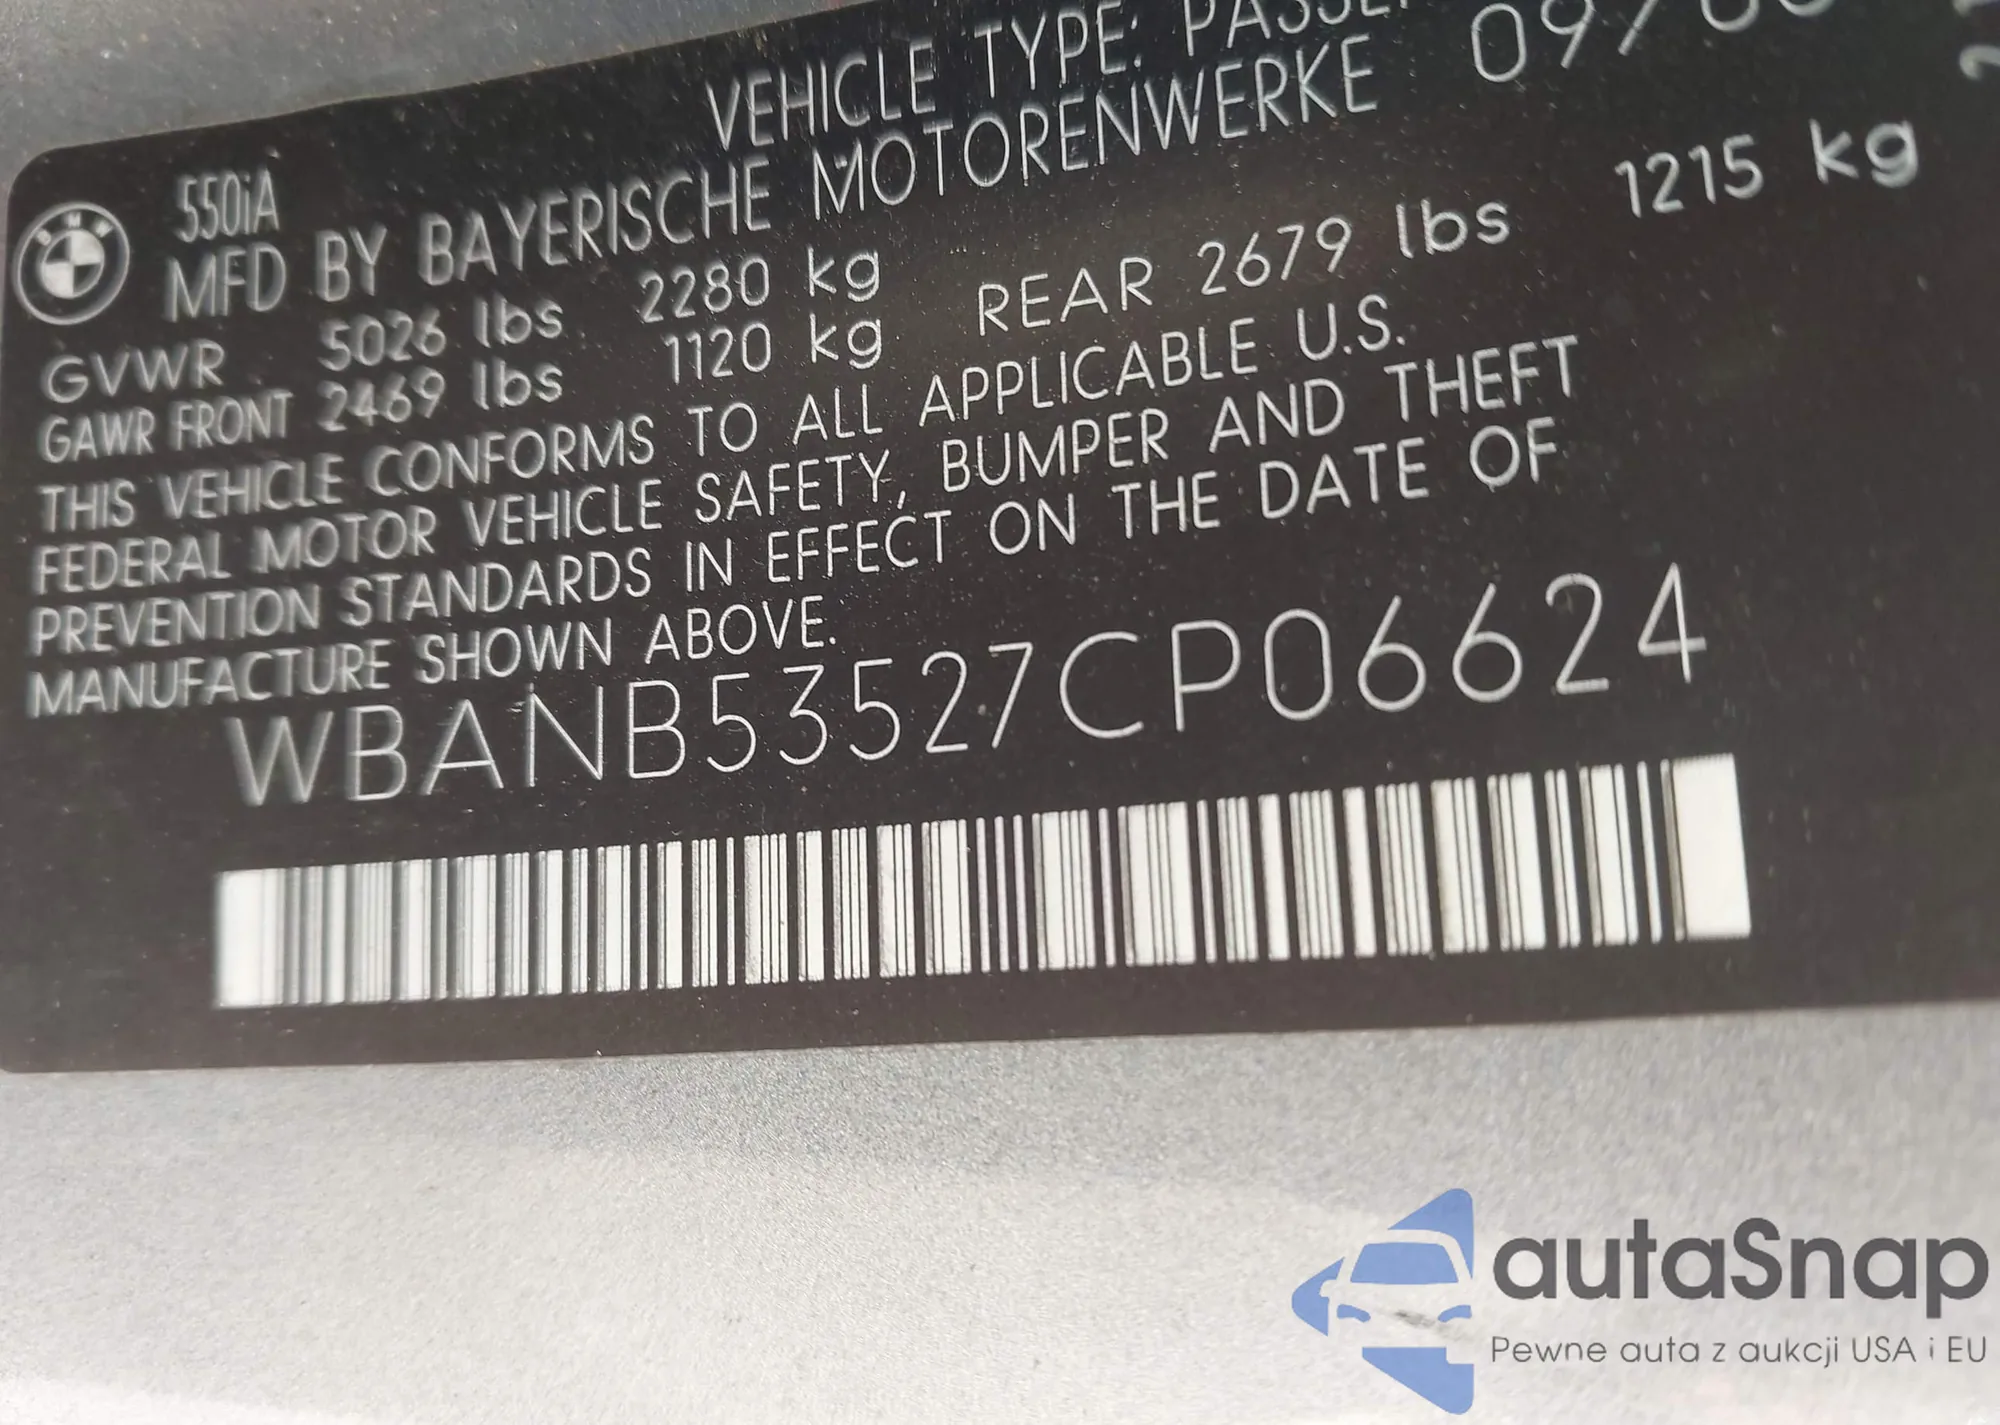 VEHICLE TYPE:
550iA
MFD BY BAYERISCHE MOTORENWERKE
GVWR 5026 lbs 2280 kg
GAWR FRONT 2469 lbs 1120 kg REAR 2679 lbs 1215 kg
THIS VEHICLE CONFORMS TO ALL APPLICABLE U.S.
FEDERAL MOTOR VEHICLE SAFETY, BUMPER AND THEFT
PREVENTION STANDARDS IN EFFECT ON THE DATE OF
MANUFACTURE SHOWN ABOVE.
WBANB53527CP06624
autaSnap
Pewne auta z aukcji USA i EU